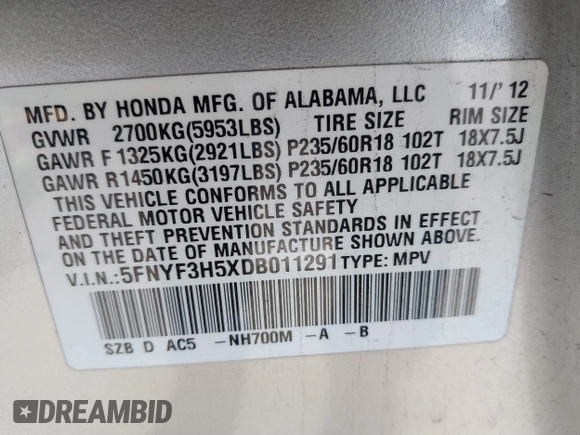 MFD. BY HONDA MFG. OF ALABAMA, LLC 11/'12
GVWR 2700KG(5953LBS) TIRE SIZE RIM SIZE
GAWR F 1325KG(2921LBS) P235/60R18 102T 18X7.5J
GAWR R1450KG(3197LBS) P235/60R18 102T 18X7.5J
THIS VEHICLE CONFORMS TO ALL APPLICABLE
FEDERAL MOTOR VEHICLE SAFETY
AND THEFT PREVENTION STANDARDS IN EFFECT
ON THE DATE OF MANUFACTURE SHOWN ABOVE.
V.I.N.:5FNYF3H5XDB011291 TYPE: MPV
SZB D AC5 -NH700M -A -B
DREAMBID